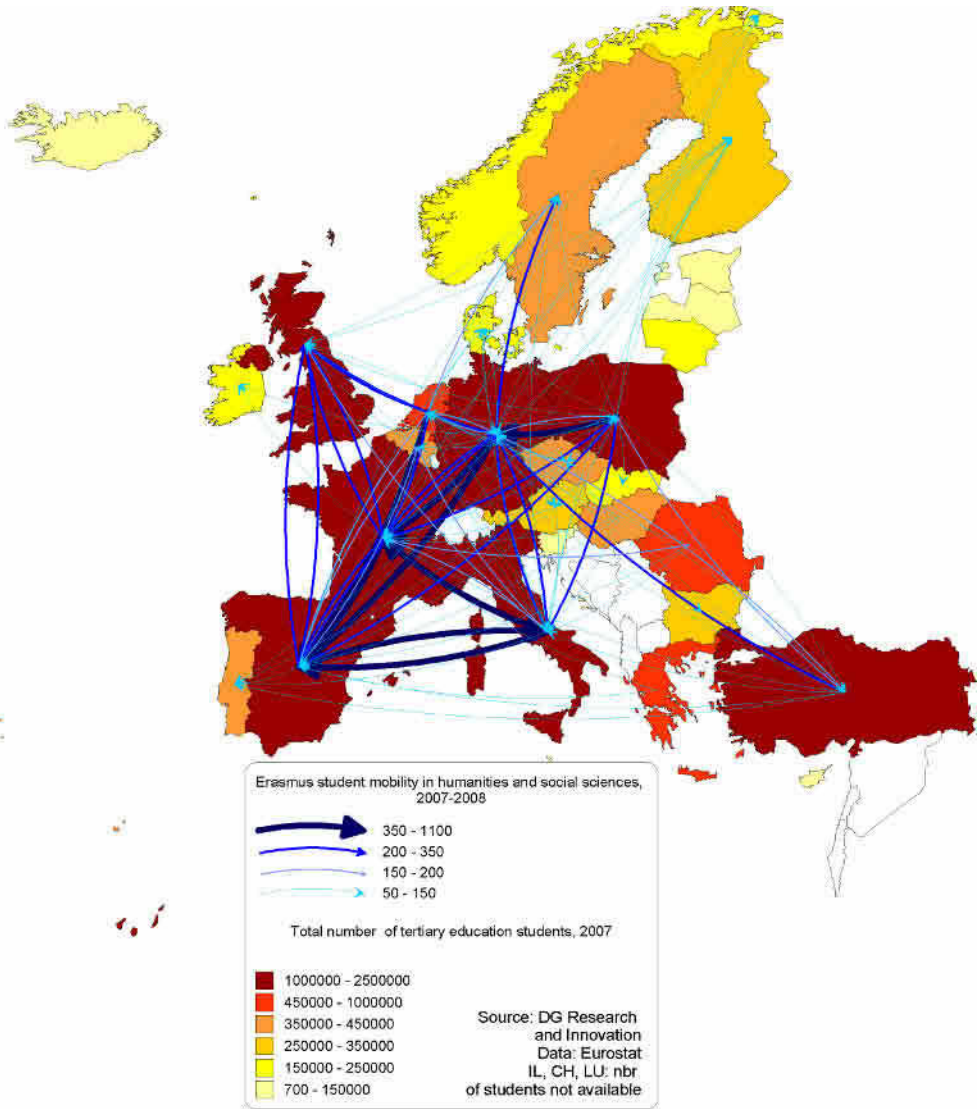 Erasmus student mobility in humanities and social sciences,
2007-2008
350 - 1100
200 - 350
150 - 200
50 - 150
Total number of tertiary education students, 2007
1000000 - 2500000
450000 - 1000000
350000 - 450000
250000 - 350000
150000 - 250000
700 - 150000
Source: DG Research
and Innovation
Data: Eurostat
IL, CH, LU: nbr
of students not available